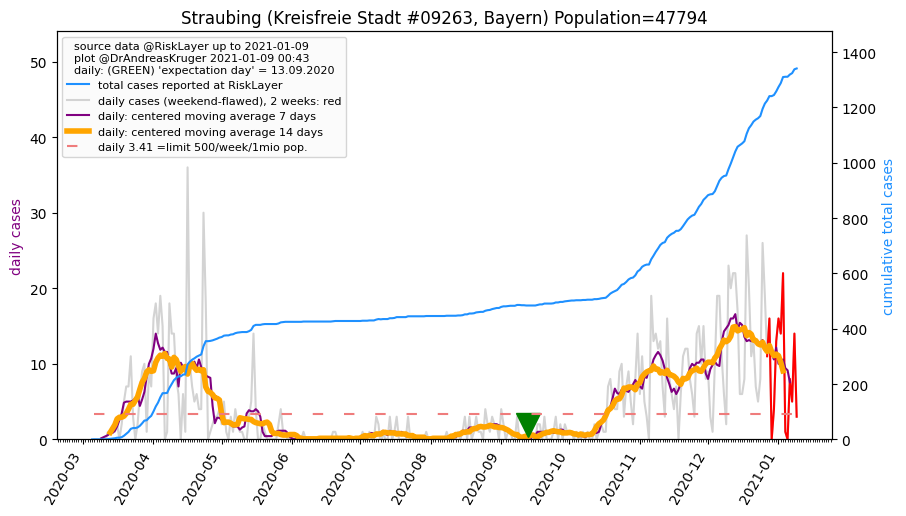 Straubing (Kreisfreie Stadt #09263, Bayern) Population=47794
source data @RiskLayer up to 2021-01-09
plot @DrAndreasKruger 2021-01-09 00:43
daily: (GREEN) 'expectation day' = 13.09.2020
total cases reported at RiskLayer
daily cases (weekend-flawed), 2 weeks: red
daily: centered moving average 7 days
daily: centered moving average 14 days
daily 3.41 =limit 500/week/1mio pop.
daily cases
50
40
30
20
10
0
1400
1200
1000
800
600
400
200
0
cumulative total cases
2020-03
2020-04
2020-05
2020-06
2020-07
2020-08
2020-09
2020-10
2020-11
2020-12
2021-01